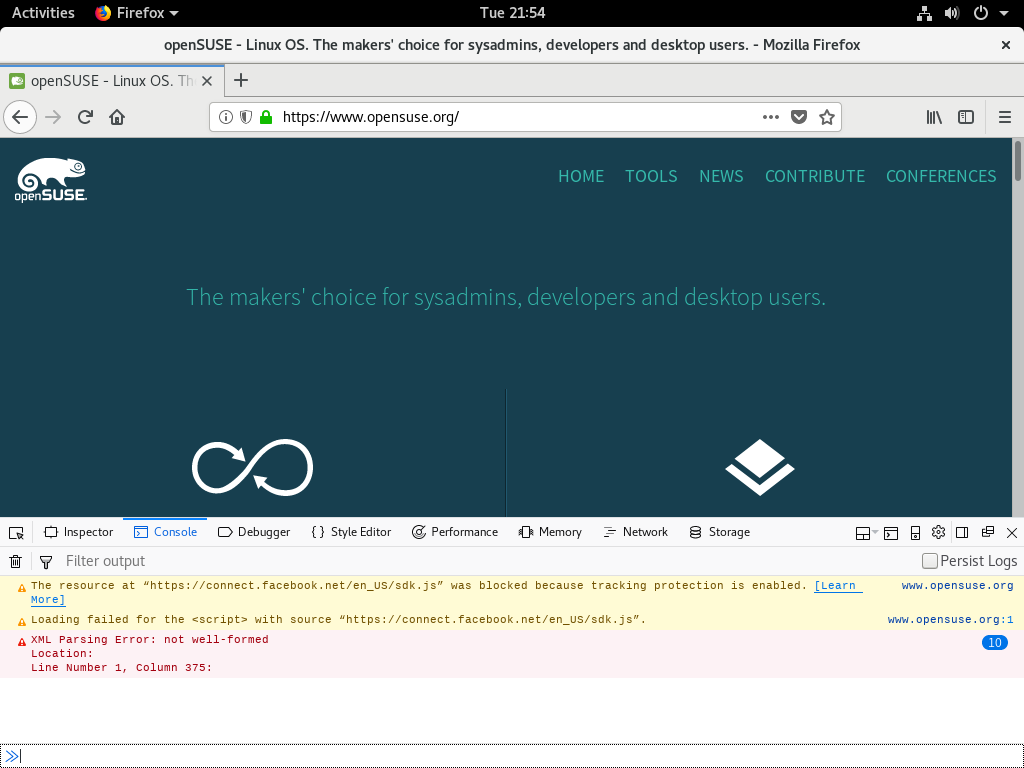 Activities Firefox Tue 21:54
openSUSE - Linux OS. The makers' choice for sysadmins, developers and desktop users. - Mozilla Firefox
openSUSE - Linux OS. Th
https://www.opensuse.org/
openSUSE.
HOME TOOLS NEWS CONTRIBUTE CONFERENCES
The makers' choice for sysadmins, developers and desktop users.
Inspector Console Debugger Style Editor Performance Memory Network Storage
Filter output Persist Logs
The resource at “https://connect.facebook.net/en_US/sdk.js” was blocked because tracking protection is enabled. [Learn www.opensuse.org
More]
Loading failed for the <script> with source “https://connect.facebook.net/en_US/sdk.js”. www.opensuse.org:1
XML Parsing Error: not well-formed 10
Location:
Line Number 1, Column 375: